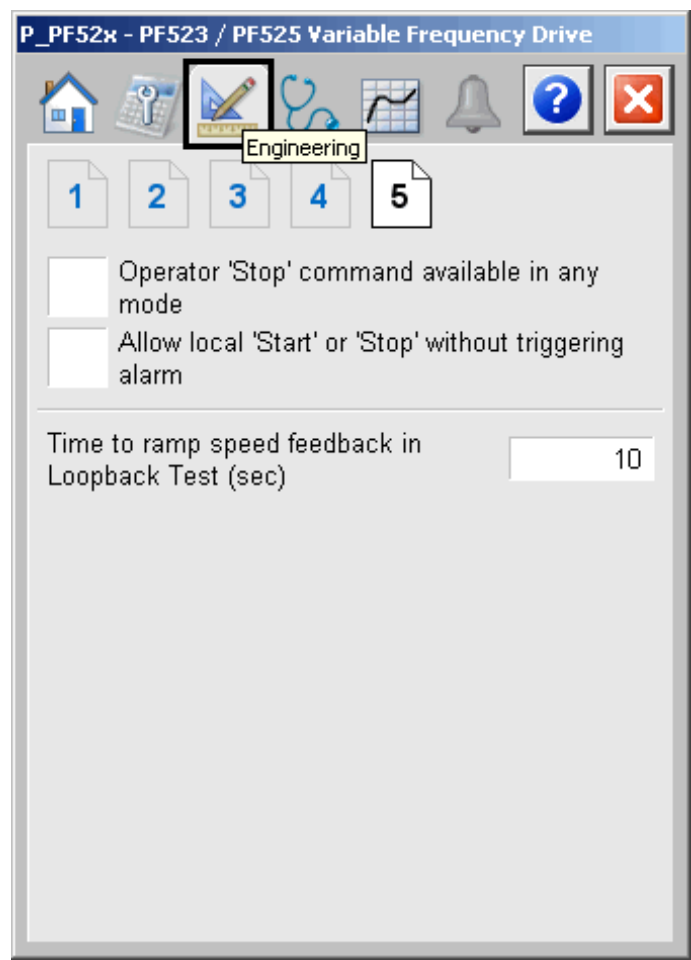 P_PF52x - PF523 / PF525 Variable Frequency Drive
?
Engineering
1 2 3 4 5
Operator 'Stop' command available in any
mode
Allow local 'Start' or 'Stop' without triggering
alarm
Time to ramp speed feedback in
Loopback Test (sec)
10